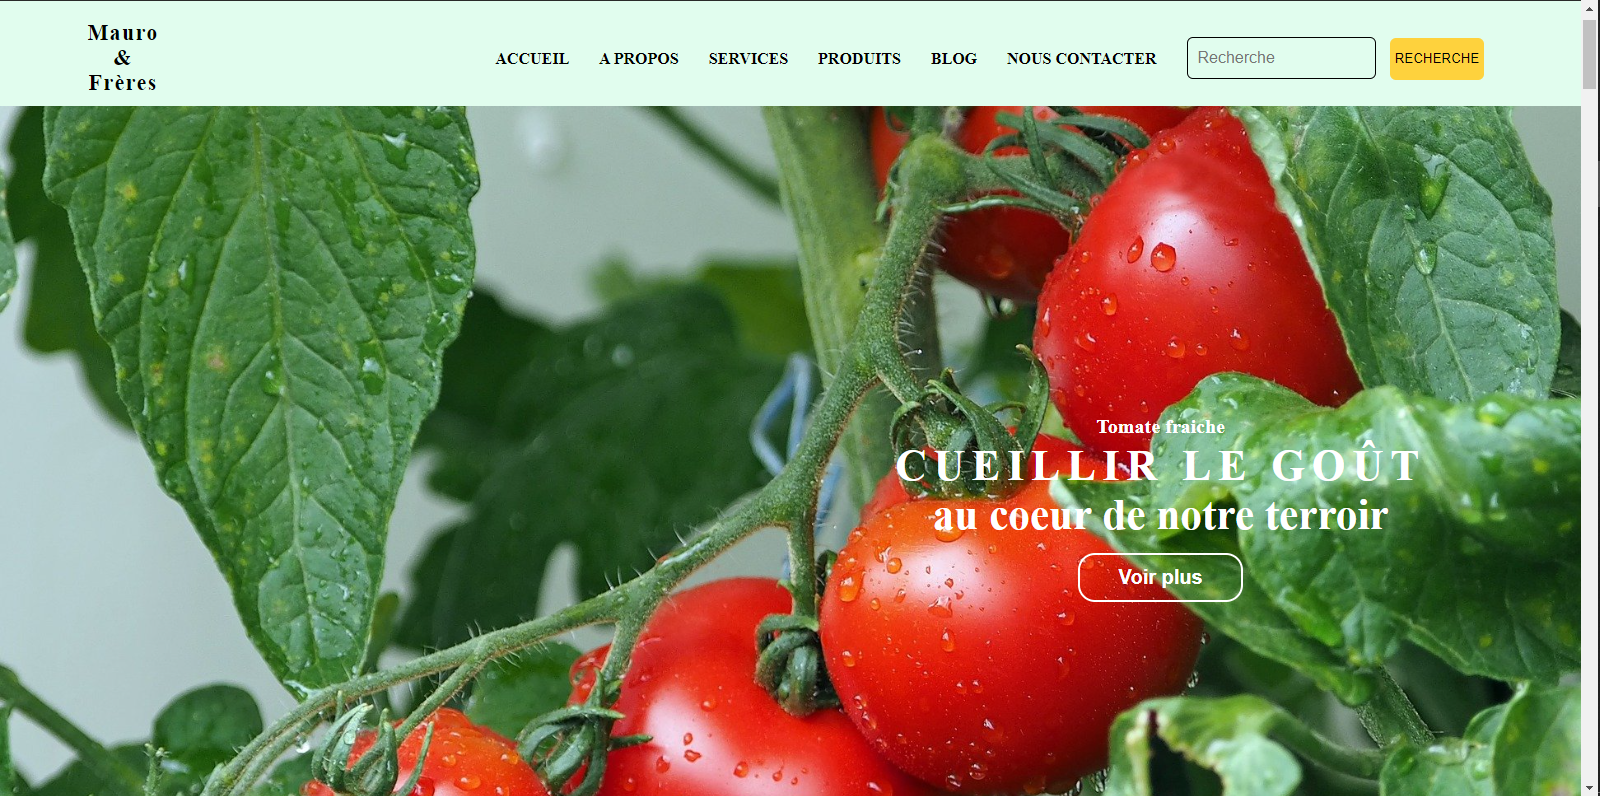 Mauro
&
Frères
ACCUEIL A PROPOS SERVICES PRODUITS BLOG NOUS CONTACTER Recherche RECHERCHE
Tomate fraiche
CUEILLIR LE GOÛT
au coeur de notre terroir
Voir plus